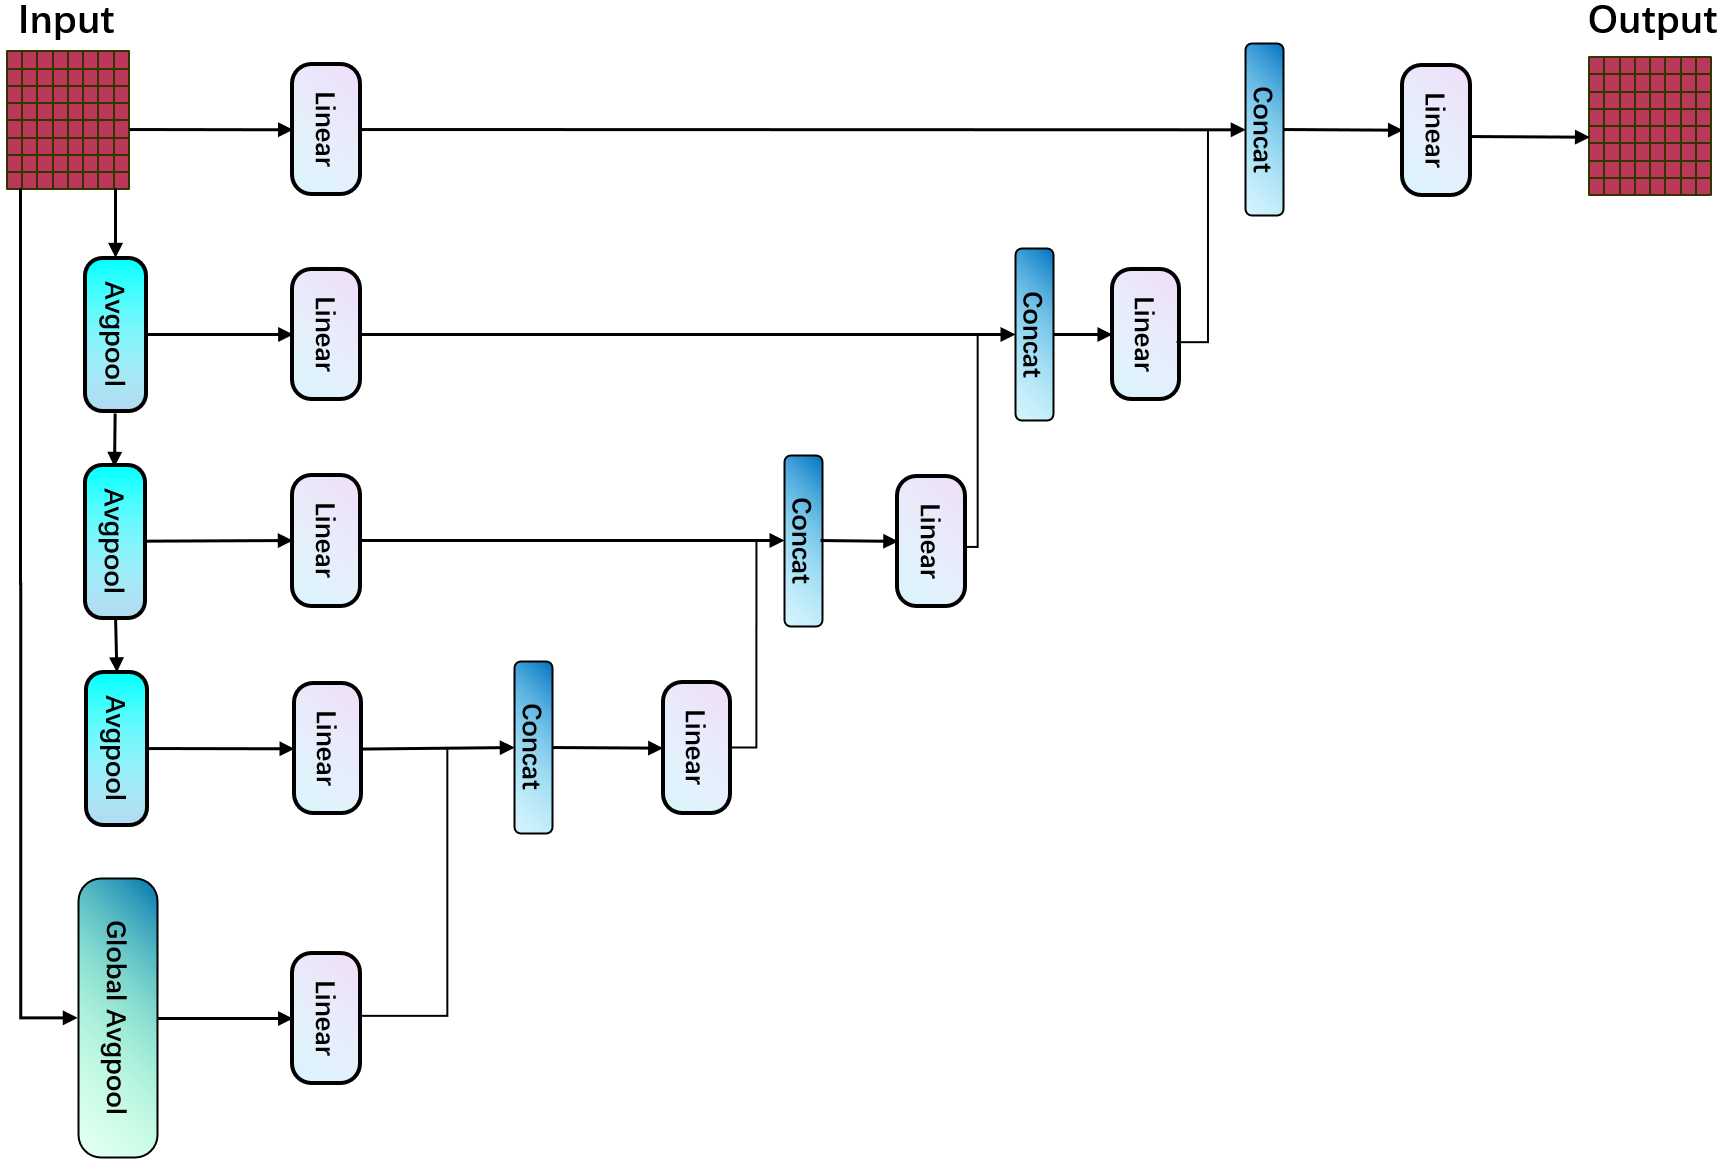 Input
Output
Linear
Concat
Linear
Avgpool
Linear
Concat
Linear
Avgpool
Linear
Concat
Linear
Avgpool
Linear
Concat
Linear
Global Avgpool
Linear